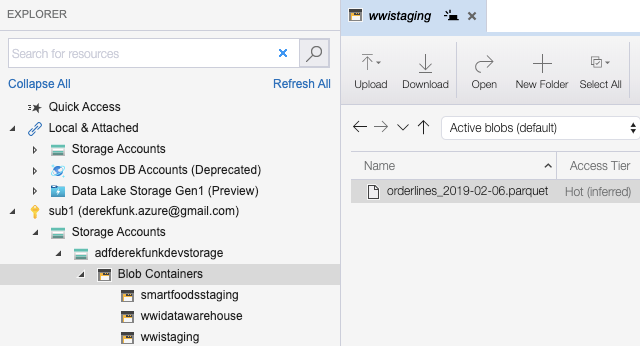 EXPLORER
Search for resources
Collapse All
Refresh All
Quick Access
Local & Attached
Storage Accounts
Cosmos DB Accounts (Deprecated)
Data Lake Storage Gen1 (Preview)
sub1 (derekfunk.azure@gmail.com)
Storage Accounts
adfderekfunkdevstorage
Blob Containers
smartfoodsstaging
wwidatawarehouse
wwistaging
wwistaging
Upload
Download
Open
New Folder
Select All
Active blobs (default)
Name
Access Tier
orderlines_2019-02-06.parquet
Hot (inferred)